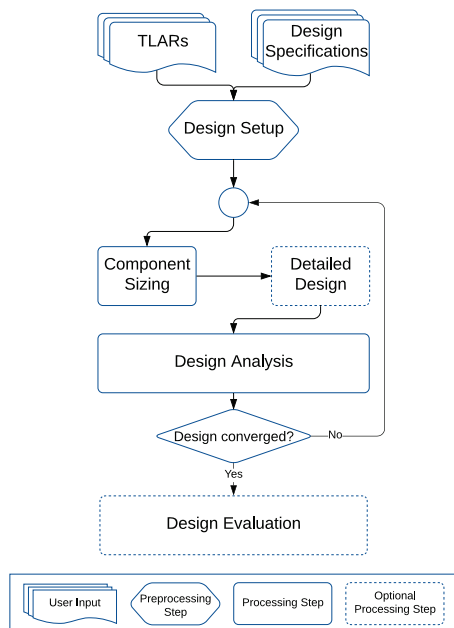 TLARs
Design
Specifications
Design Setup
Component
Sizing
Detailed
Design
Design Analysis
Design converged?
No
Yes
Design Evaluation
User Input
Preprocessing
Step
Processing Step
Optional
Processing Step